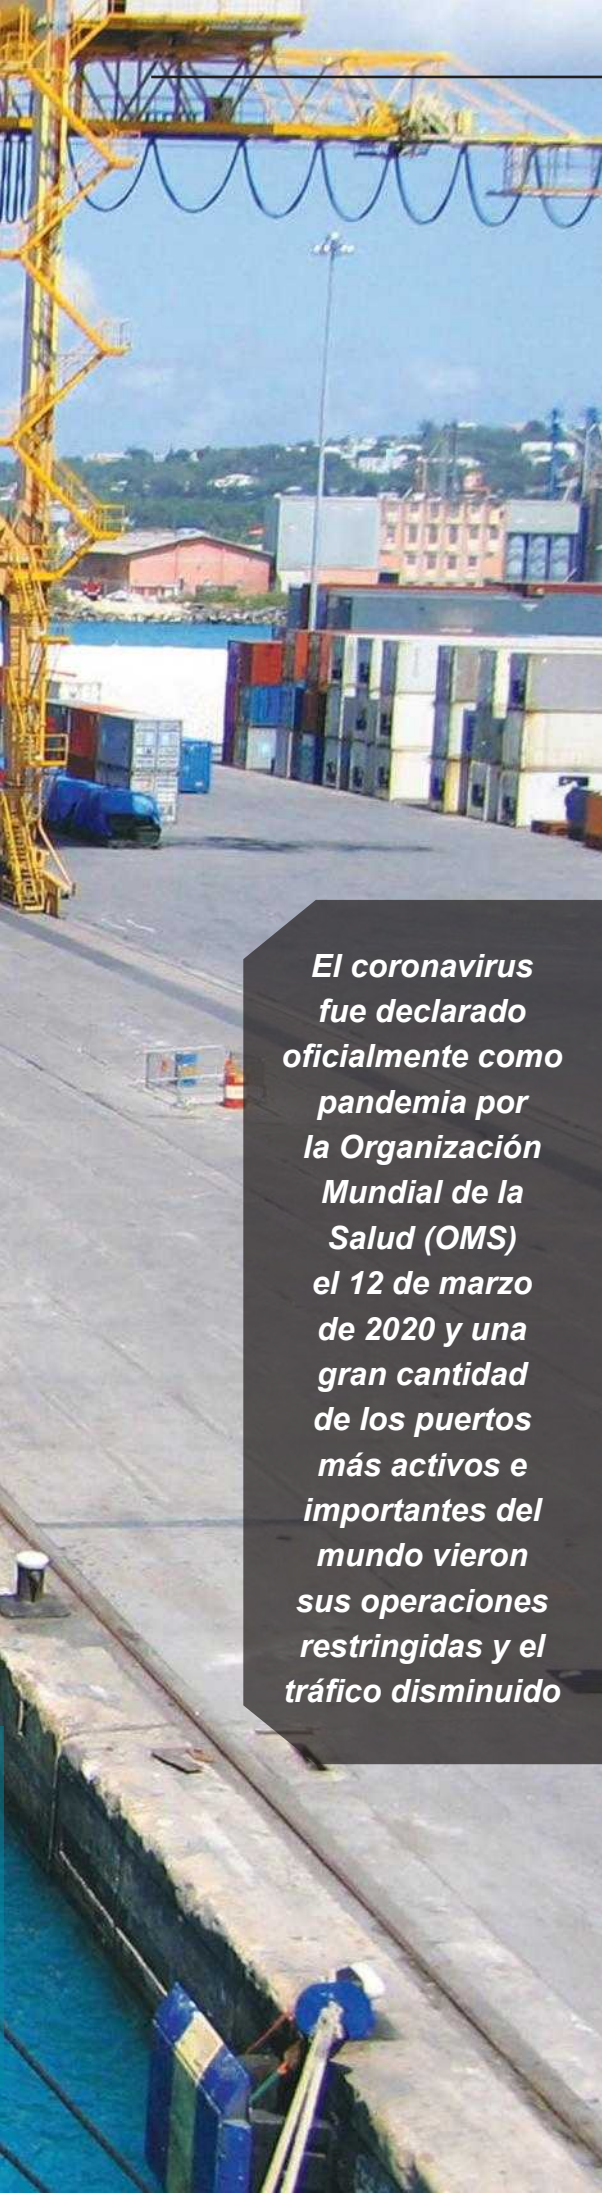 El coronavirus
fue declarado
oficialmente como
pandemia por
la Organización
Mundial de la
Salud (OMS)
el 12 de marzo
de 2020 y una
gran cantidad
de los puertos
más activos e
importantes del
mundo vieron
sus operaciones
restringidas y el
tráfico disminuido